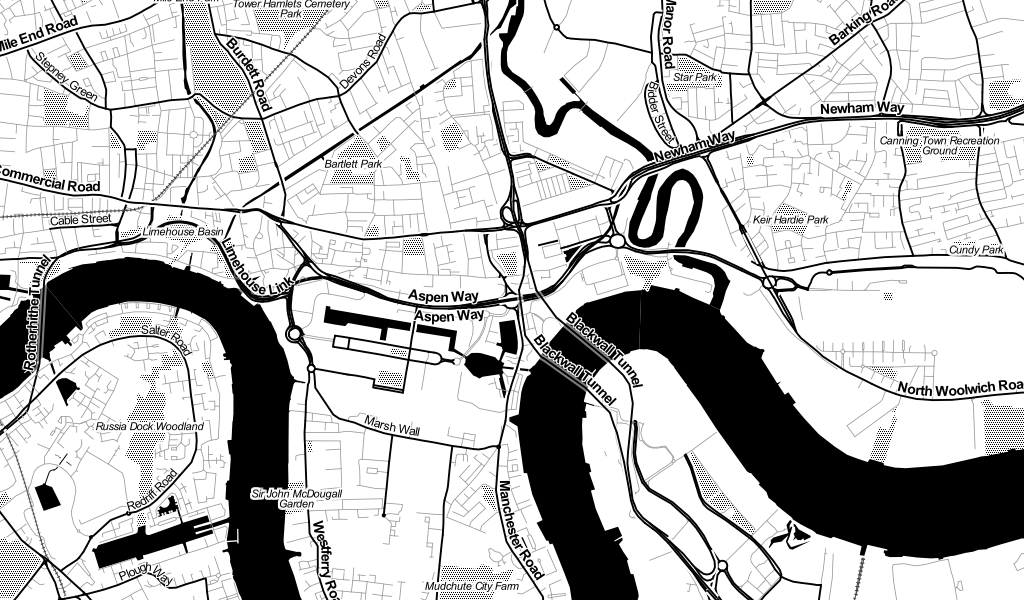 Tower Hamlets Cemetery
Park
Mile End Road
Stepney Green
Burdett Road
Devons Road
Manor Road
Star Park
Bidder Street
Barking Road
Newham Way
Newham Way
Canning Town Recreation
Ground
Bartlett Park
Commercial Road
Cable Street
Limehouse Basin
Limehouse Link
Keir Hardie Park
Cundy Park
Rotherhithe Tunnel
Aspen Way
Aspen Way
Blackwall Tunnel
Blackwall Tunnel
Salter Road
North Woolwich Roa
Marsh Wall
Russia Dock Woodland
Redriff Road
Sir John McDougall
Garden
Manchester Road
Westferry Ro
Plough Way
Mudchute City Farm